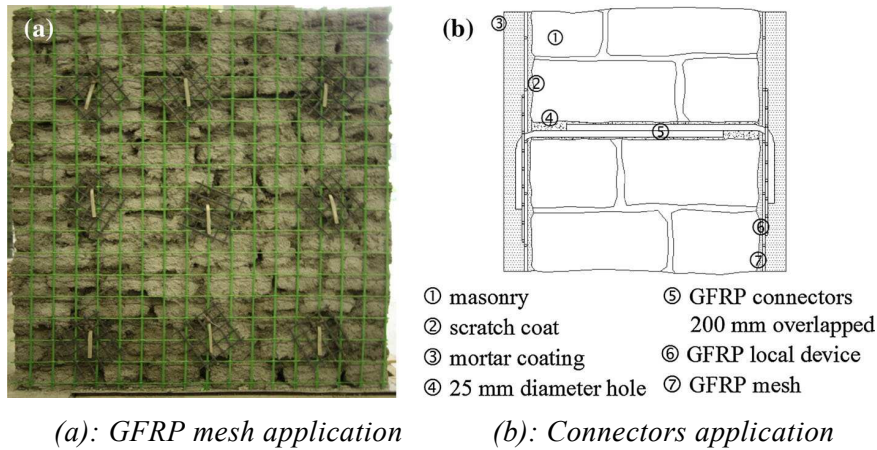 (a)
(b)
③
①
②
④
⑤
⑥
⑦
① masonry
② scratch coat
③ mortar coating
④ 25 mm diameter hole
⑤ GFRP connectors
200 mm overlapped
⑥ GFRP local device
⑦ GFRP mesh
(a): GFRP mesh application
(b): Connectors application